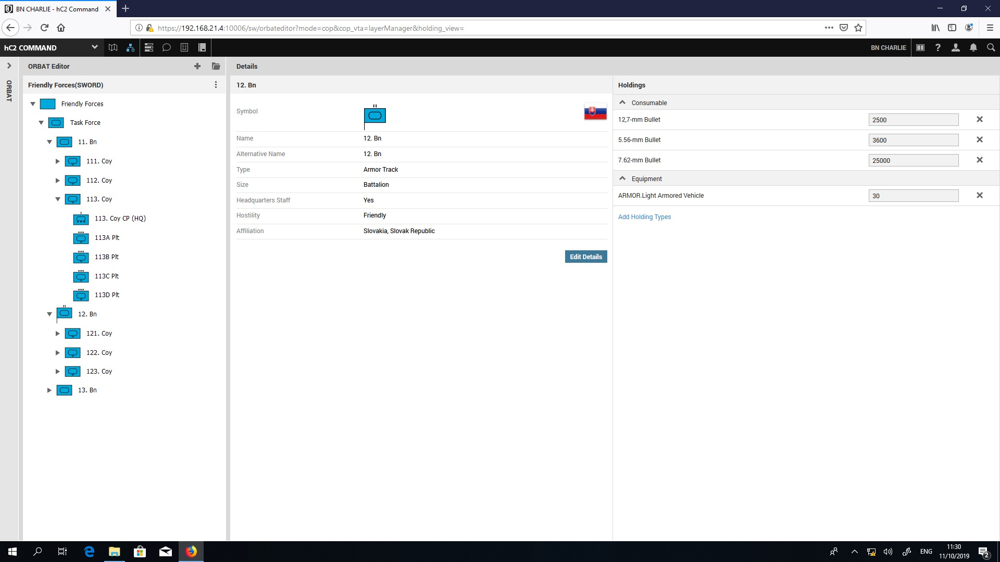 BN CHARLIE - hC2 Command
https://192.168.21.4:10006/sw/orbateditor?mode=cop&cop_vta=layerManager&holding_view=
hC2 COMMAND
BN CHARLIE
ORBAT
ORBAT Editor
Friendly Forces(SWORD)
Friendly Forces
Task Force
11. Bn
111. Coy
112. Coy
113. Coy
113. Coy CP (HQ)
113A Plt
113B Plt
113C Plt
113D Plt
12. Bn
121. Coy
122. Coy
123. Coy
13. Bn
Details
12. Bn
Symbol
Name 12. Bn
Alternative Name 12. Bn
Type Armor Track
Size Battalion
Headquarters Staff Yes
Hostility Friendly
Affiliation Slovakia, Slovak Republic
Edit Details
Holdings
Consumable
12,7-mm Bullet 2500
5.56-mm Bullet 3600
7.62-mm Bullet 25000
Equipment
ARMOR.Light Armored Vehicle 30
Add Holding Types
ENG
11:30
11/10/2019
2